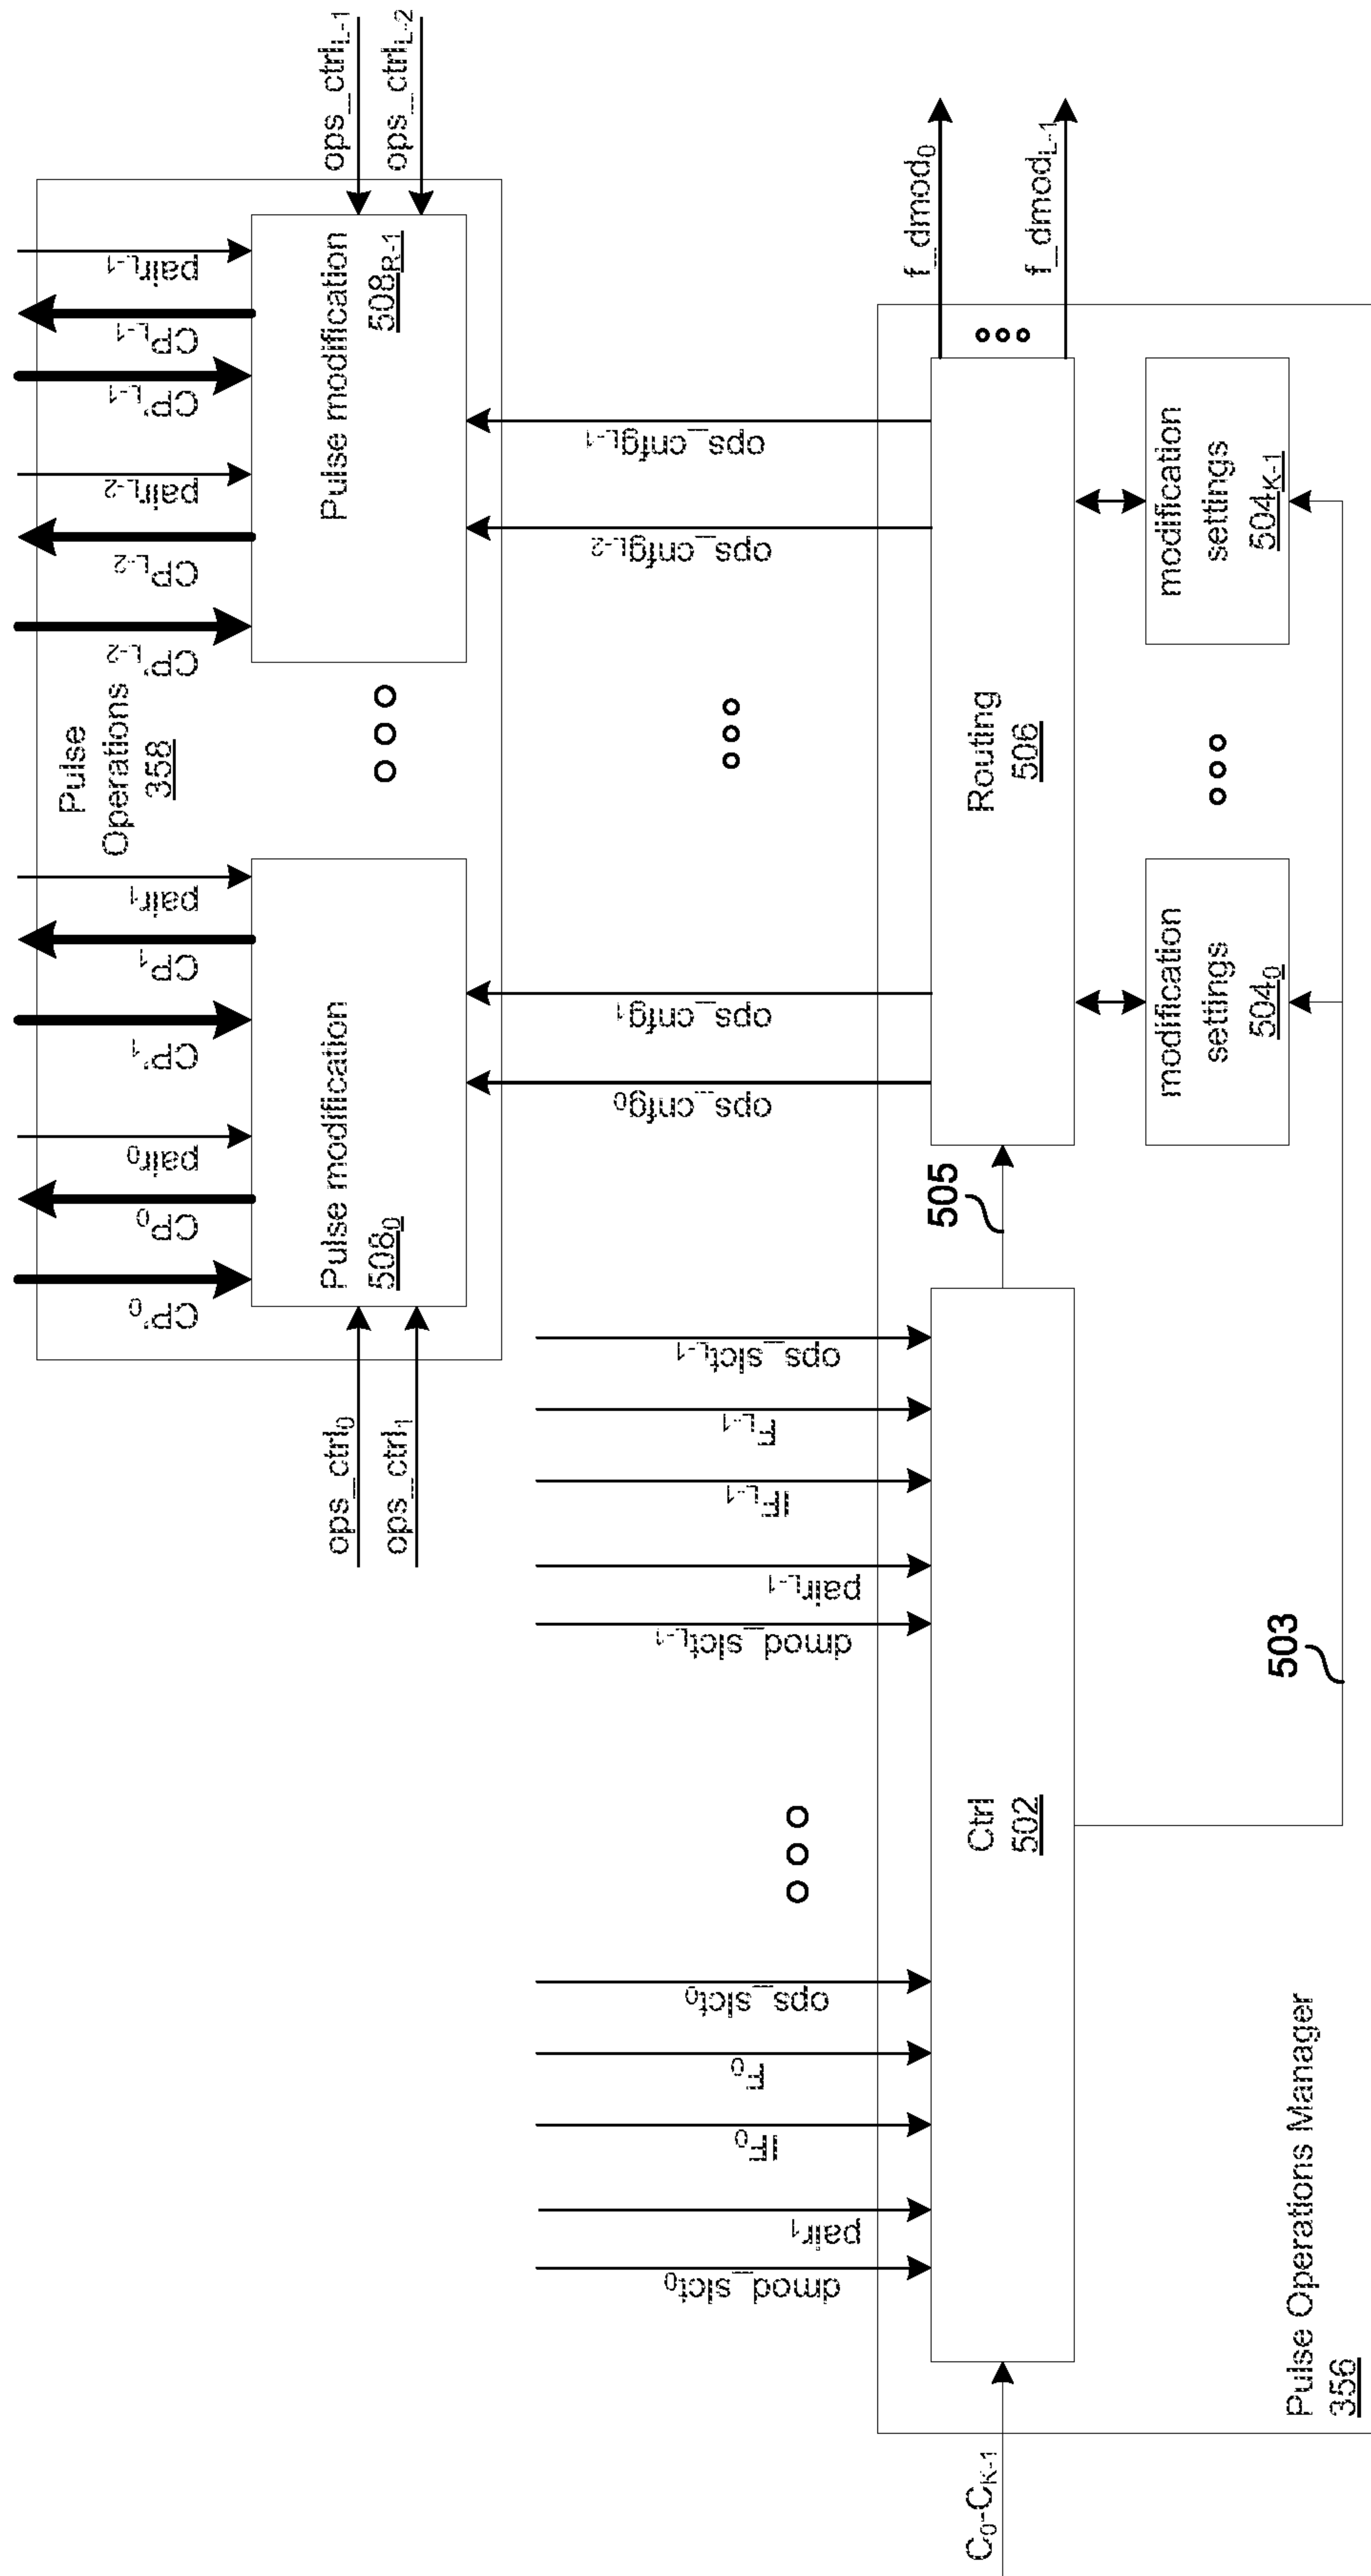 Pulse
Operations
358
CP'₀
CP₀
pair₀
CP'₁
CP₁
pair₁
CP'L-2
CPL-2
pairL-2
CP'L-1
CPL-1
pairL-1
ops_ctrl₀
ops_ctrl₁
Pulse modification
508₀
Pulse modification
508R-1
ops_ctrlL-1
ops_ctrlL-2
ops_cnfg₀
ops_cnfg₁
ops_cnfgL-2
ops_cnfgL-1
dmod_slct₀
pair₁
IF₀
F₀
ops_slct₀
dmod_slctL-1
pairL-1
IFL-1
FL-1
ops_slctL-1
C₀-CK-1
Ctrl
502
505
Routing
506
f_dmod₀
f_dmodL-1
modification
settings
504₀
modification
settings
504K-1
503
Pulse Operations Manager
356